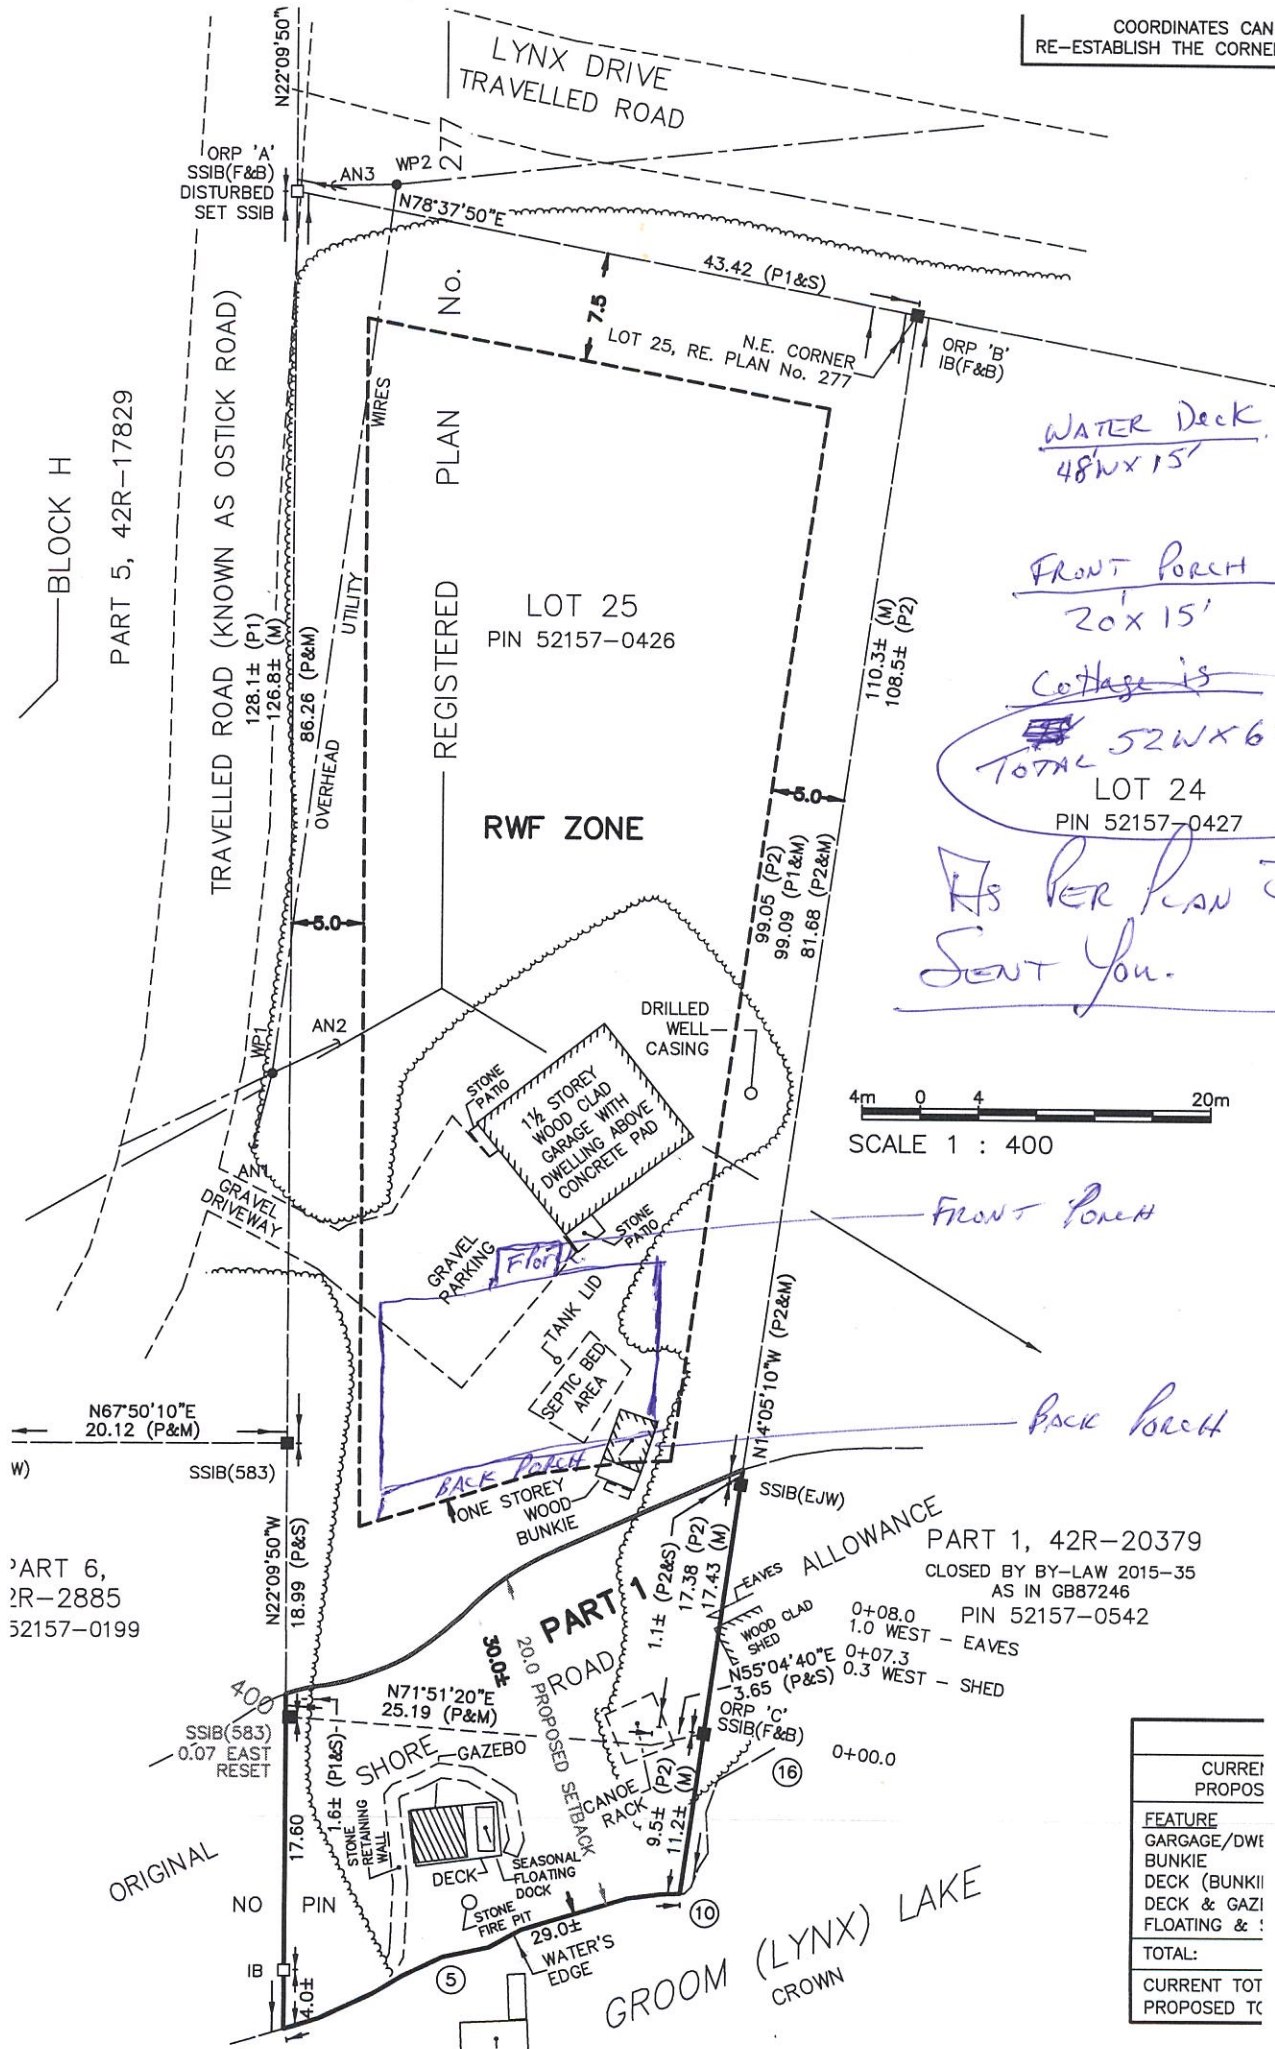 COORDINATES CAN
RE-ESTABLISH THE CORNE
LYNX DRIVE
TRAVELLED ROAD
N22°09'50"
277
ORP 'A'
SSIB(F&B)
DISTURBED
SET SSIB
AN3
WP2
N78°37'50"E
43.42 (P1&S)
7.5
N.E. CORNER
LOT 25, RE. PLAN No. 277
ORP 'B'
IB(F&B)
REGISTERED PLAN No.
WIRES
UTILITY
OVERHEAD
BLOCK H
PART 5, 42R-17829
TRAVELLED ROAD (KNOWN AS OSTICK ROAD)
128.1± (P1)
126.8± (M)
86.26 (P&M)
LOT 25
PIN 52157-0426
WATER Deck
48'W X 15'
FRONT PORCH
20' X 15'
Cottage is
TOTAL 52W X 6
110.3± (M)
108.5± (P2)
LOT 24
PIN 52157-0427
RWF ZONE
5.0
5.0
99.05 (P2)
99.09 (P1&M)
81.68 (P2&M)
As PER PLAN
SENT You.
DRILLED
WELL
CASING
WP1
AN2
STONE
PATIO
1½ STOREY
WOOD CLAD
GARAGE WITH
DWELLING ABOVE
CONCRETE PAD
4m 0 4 20m
SCALE 1 : 400
AN1
GRAVEL
DRIVEWAY
STONE
PATIO
FRONT PORCH
GRAVEL
PARKING
TANK LID
SEPTIC BED
AREA
N14°05'10"W (P2&M)
N67°50'10"E
20.12 (P&M)
W)
SSIB(583)
BACK PORCH
BACK PORCH
ONE STOREY
WOOD
BUNKIE
SSIB(EJW)
PART 6,
2R-2885
52157-0199
N22°09'50"W
18.99 (P&S)
PART 1
ROAD
ALLOWANCE
PART 1, 42R-20379
CLOSED BY BY-LAW 2015-35
AS IN GB87246
PIN 52157-0542
1.1± (P2&S)
17.38 (P2)
17.43 (M)
EAVES
WOOD CLAD
SHED
0+08.0
1.0 WEST - EAVES
0+07.3
0.3 WEST - SHED
N55°04'40"E
3.65 (P&S)
30.0±
20.0 PROPOSED SETBACK
400
N71°51'20"E
25.19 (P&M)
SSIB(583)
0.07 EAST
RESET
ORP 'C'
SSIB(F&B)
0+00.0
16
SHORE
GAZEBO
1.6± (P1&S)
17.60
STONE
RETAINING
WALL
CANOE
RACK
9.5± (P2)
11.2± (M)
DECK
SEASONAL
FLOATING
DOCK
STONE
FIRE PIT
29.0±
WATER'S
EDGE
ORIGINAL
NO PIN
IB
4.0±
5
10
GROOM (LYNX) LAKE
CROWN
CURREN
PROPOS
FEATURE
GARGAGE/DWE
BUNKIE
DECK (BUNKI
DECK & GAZ
FLOATING &
TOTAL:
CURRENT TOT
PROPOSED TO